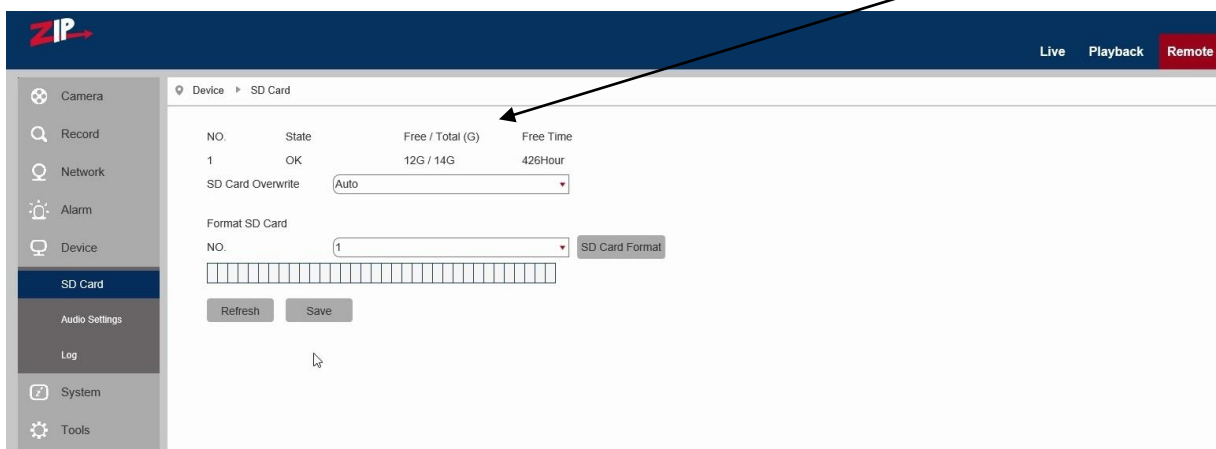 ZIP
Live Playback Remote
Camera
Record
Network
Alarm
Device
SD Card
Audio Settings
Log
System
Tools
Device SD Card
NO. State Free / Total (G) Free Time
1 OK 12G / 14G 426Hour
SD Card Overwrite Auto
Format SD Card
NO. 1 SD Card Format
Refresh Save